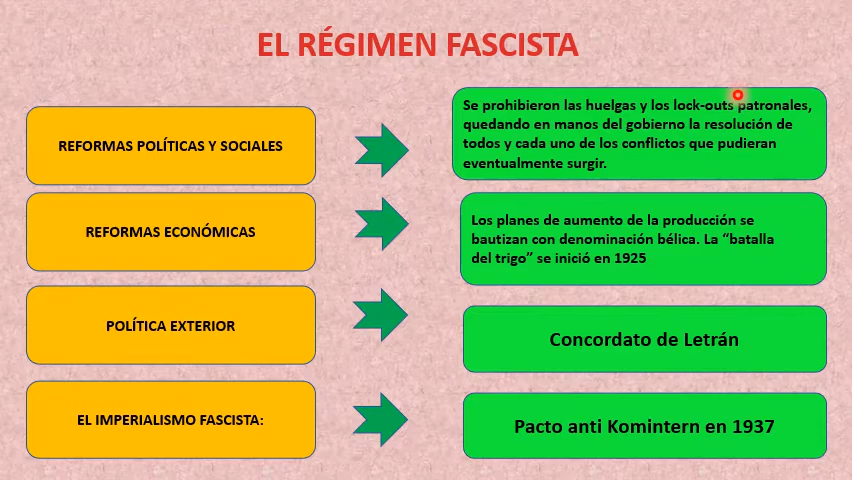 EL RÉGIMEN FASCISTA
REFORMAS POLÍTICAS Y SOCIALES
Se prohibieron las huelgas y los lock-outs patronales,
quedando en manos del gobierno la resolución de
todos y cada uno de los conflictos que pudieran
eventualmente surgir.
REFORMAS ECONÓMICAS
Los planes de aumento de la producción se
bautizan con denominación bélica. La “batalla
del trigo” se inició en 1925
POLÍTICA EXTERIOR
Concordato de Letrán
EL IMPERIALISMO FASCISTA:
Pacto anti Komintern en 1937